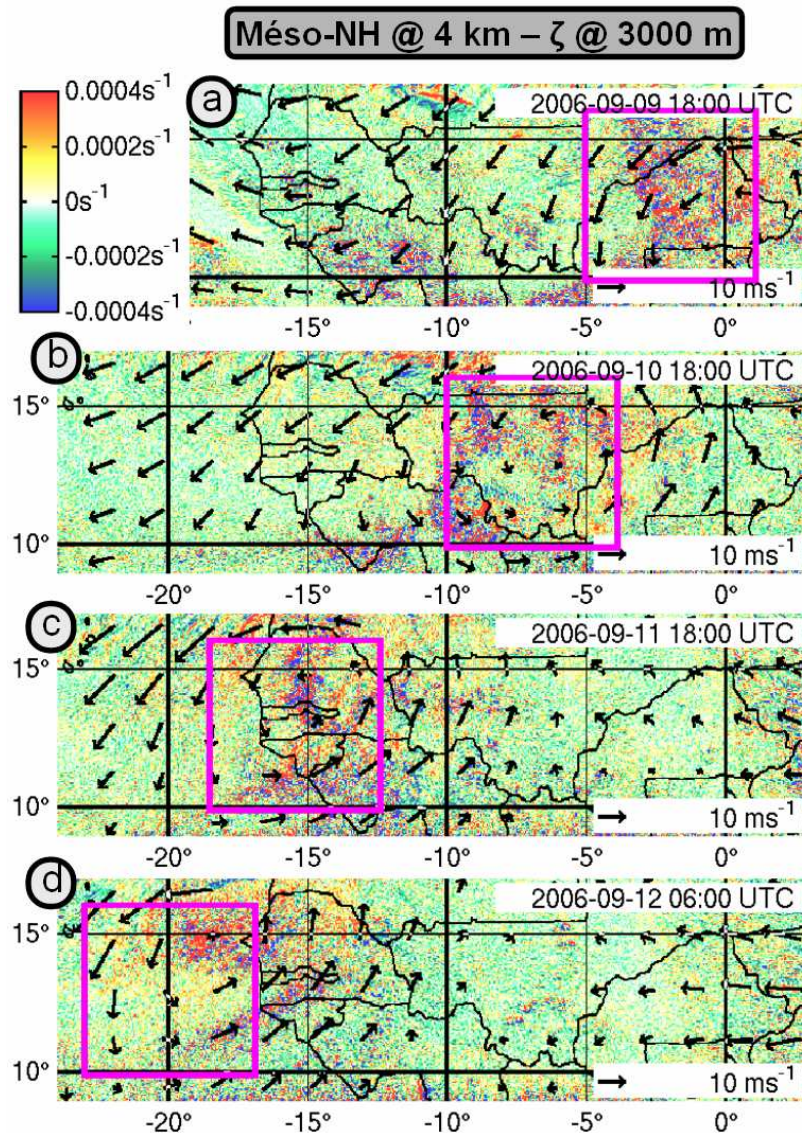 Méso-NH @ 4 km – ζ @ 3000 m
0.0004s⁻¹
0.0002s⁻¹
0s⁻¹
-0.0002s⁻¹
-0.0004s⁻¹
a
2006-09-09 18:00 UTC
10 ms⁻¹
-15° -10° -5° 0°
b
2006-09-10 18:00 UTC
15°
10°
10 ms⁻¹
-20° -15° -10° -5° 0°
c
2006-09-11 18:00 UTC
15°
10°
10 ms⁻¹
-20° -15° -10° -5° 0°
d
2006-09-12 06:00 UTC
15°
10°
10 ms⁻¹
-20° -15° -10° -5° 0°